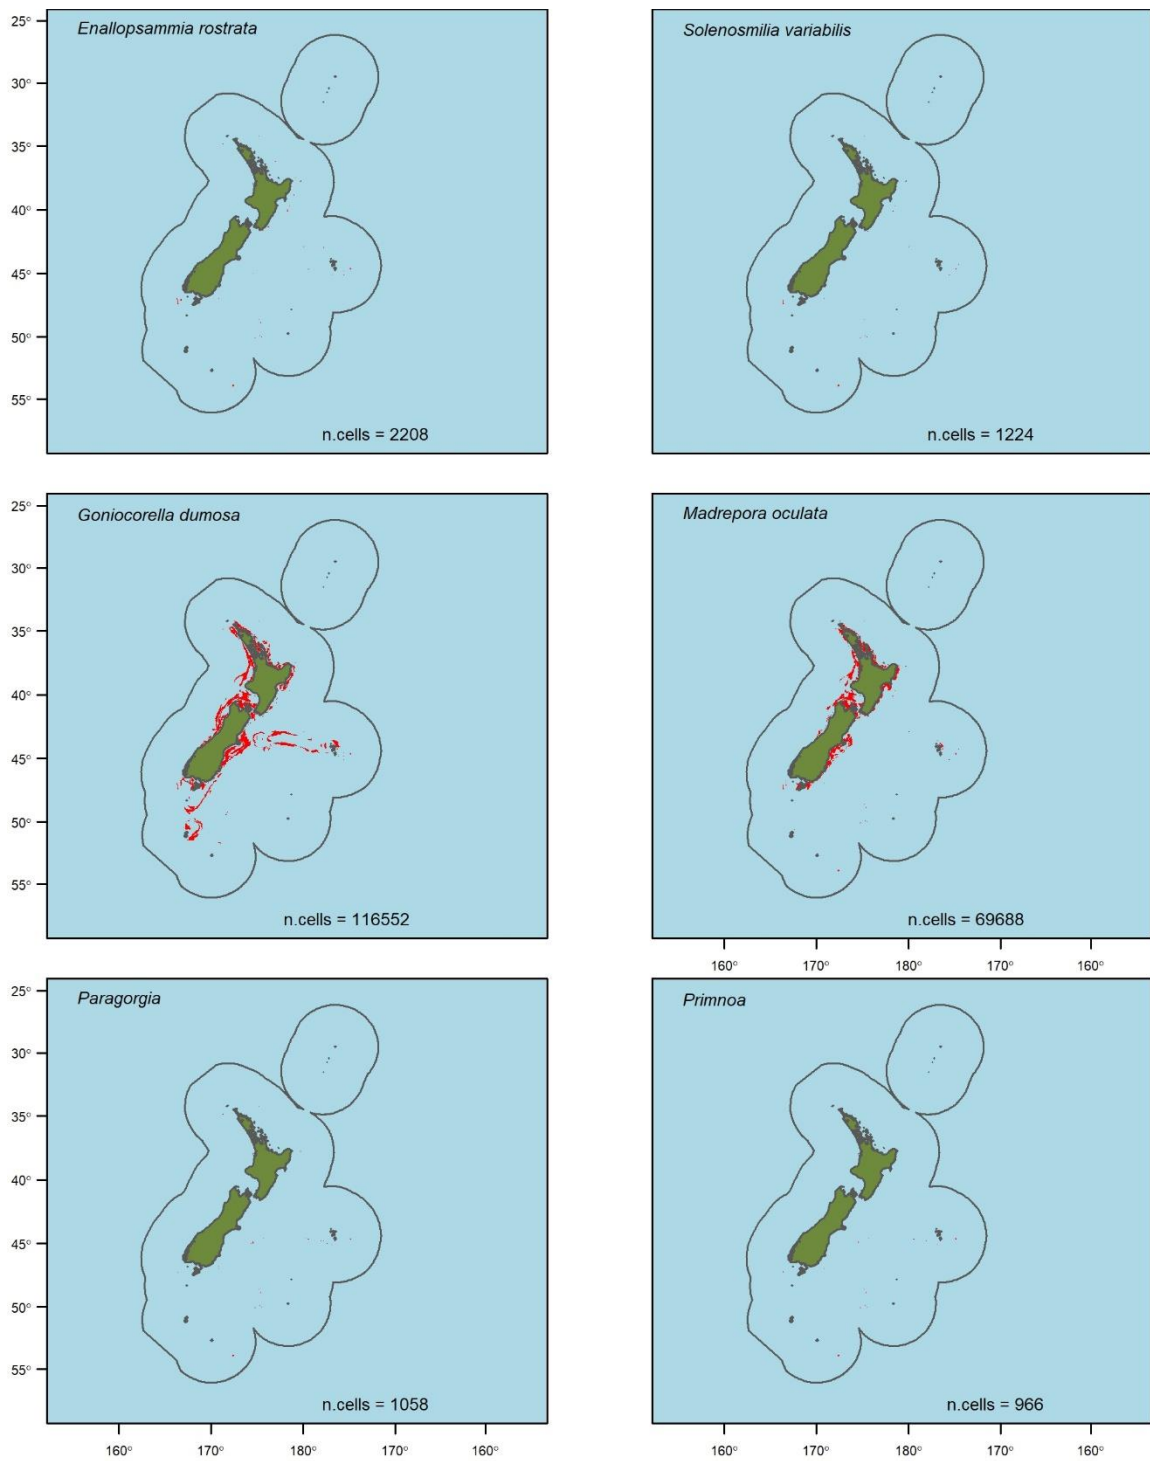 Enallopsammia rostrata
25°
30°
35°
40°
45°
50°
55°
n.cells = 2208
Solenosmilia variabilis
n.cells = 1224
Goniocorella dumosa
25°
30°
35°
40°
45°
50°
55°
n.cells = 116552
Madrepora oculata
n.cells = 69688
160° 170° 180° 170° 160°
Paragorgia
25°
30°
35°
40°
45°
50°
55°
n.cells = 1058
160° 170° 180° 170° 160°
Primnoa
n.cells = 966
160° 170° 180° 170° 160°